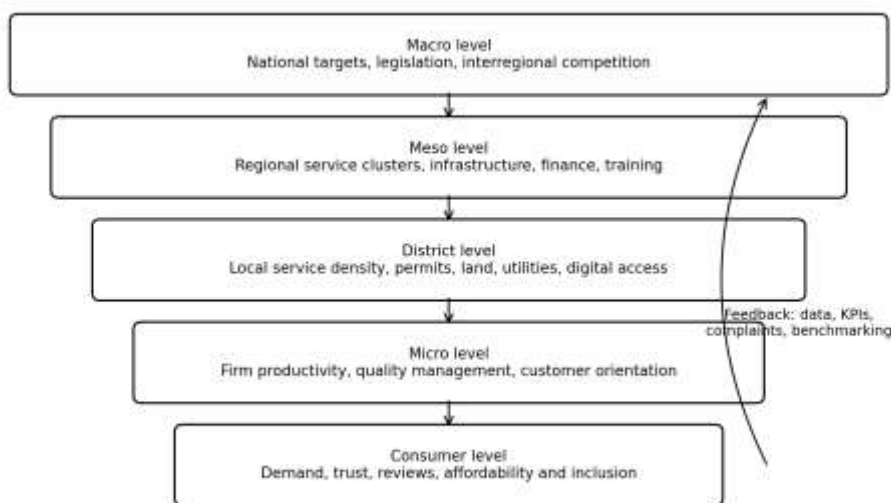 Macro level
National targets, legislation, interregional competition
Meso level
Regional service clusters, infrastructure, finance, training
District level
Local service density, permits, land, utilities, digital access
Feedback: data, KPIs,
complaints, benchmarking
Micro level
Firm productivity, quality management, customer orientation
Consumer level
Demand, trust, reviews, affordability and inclusion